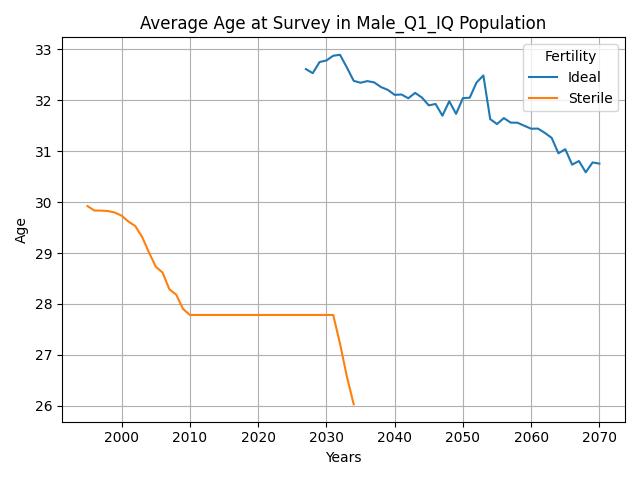 Average Age at Survey in Male_Q1_IQ Population
Fertility
Ideal
Sterile
33
32
31
30
29
28
27
26
Age
2000
2010
2020
2030
2040
2050
2060
2070
Years